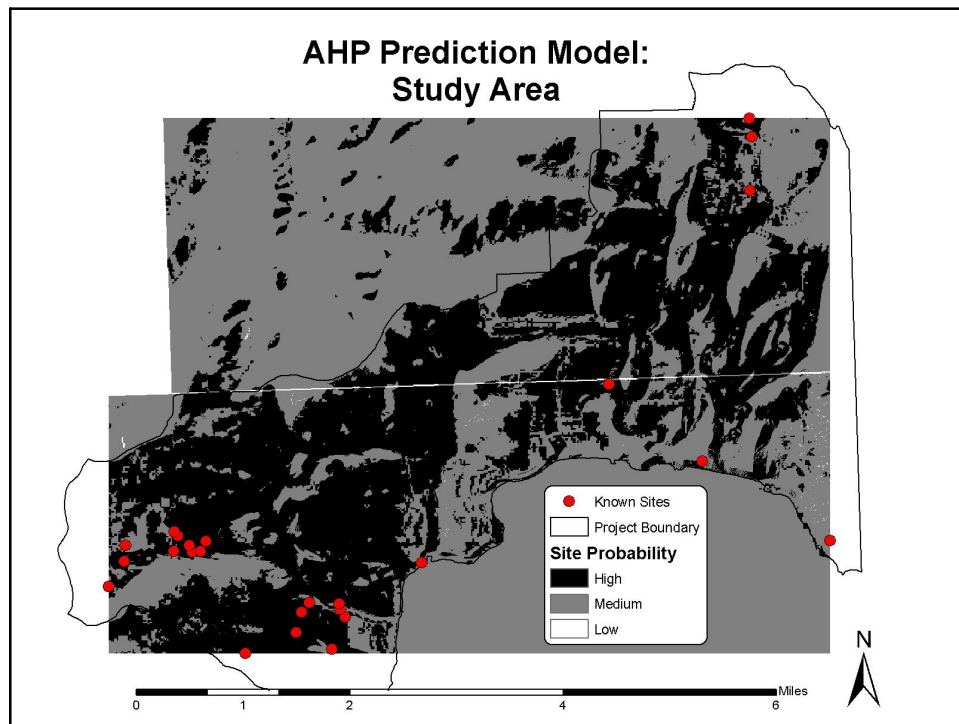 AHP Prediction Model:
Study Area
Known Sites
Project Boundary
Site Probability
High
Medium
Low
N
Miles
0 1 2 4 6